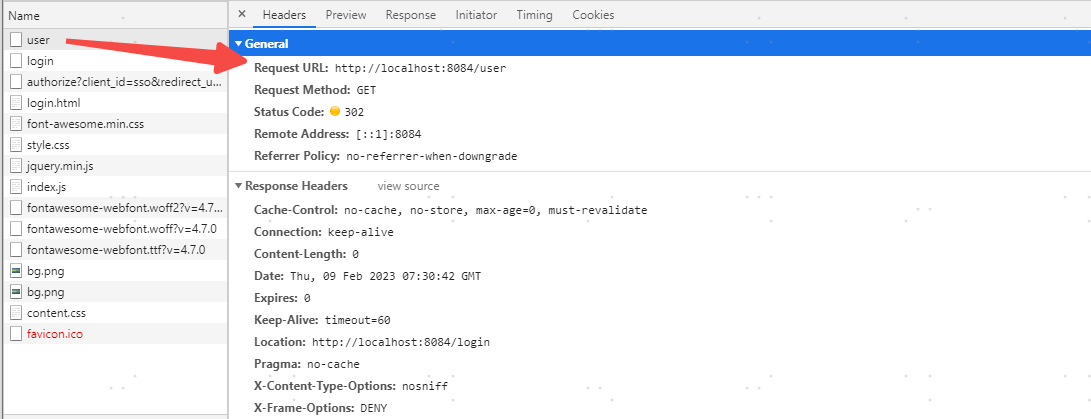 Name
user
login
authorize?client_id=sso&redirect_u...
login.html
font-awesome.min.css
style.css
jquery.min.js
index.js
fontawesome-webfont.woff2?v=4.7...
fontawesome-webfont.woff?v=4.7.0
fontawesome-webfont.ttf?v=4.7.0
bg.png
bg.png
content.css
favicon.ico
× Headers Preview Response Initiator Timing Cookies
General
Request URL: http://localhost:8084/user
Request Method: GET
Status Code: 302
Remote Address: [::1]:8084
Referrer Policy: no-referrer-when-downgrade
Response Headers view source
Cache-Control: no-cache, no-store, max-age=0, must-revalidate
Connection: keep-alive
Content-Length: 0
Date: Thu, 09 Feb 2023 07:30:42 GMT
Expires: 0
Keep-Alive: timeout=60
Location: http://localhost:8084/login
Pragma: no-cache
X-Content-Type-Options: nosniff
X-Frame-Options: DENY